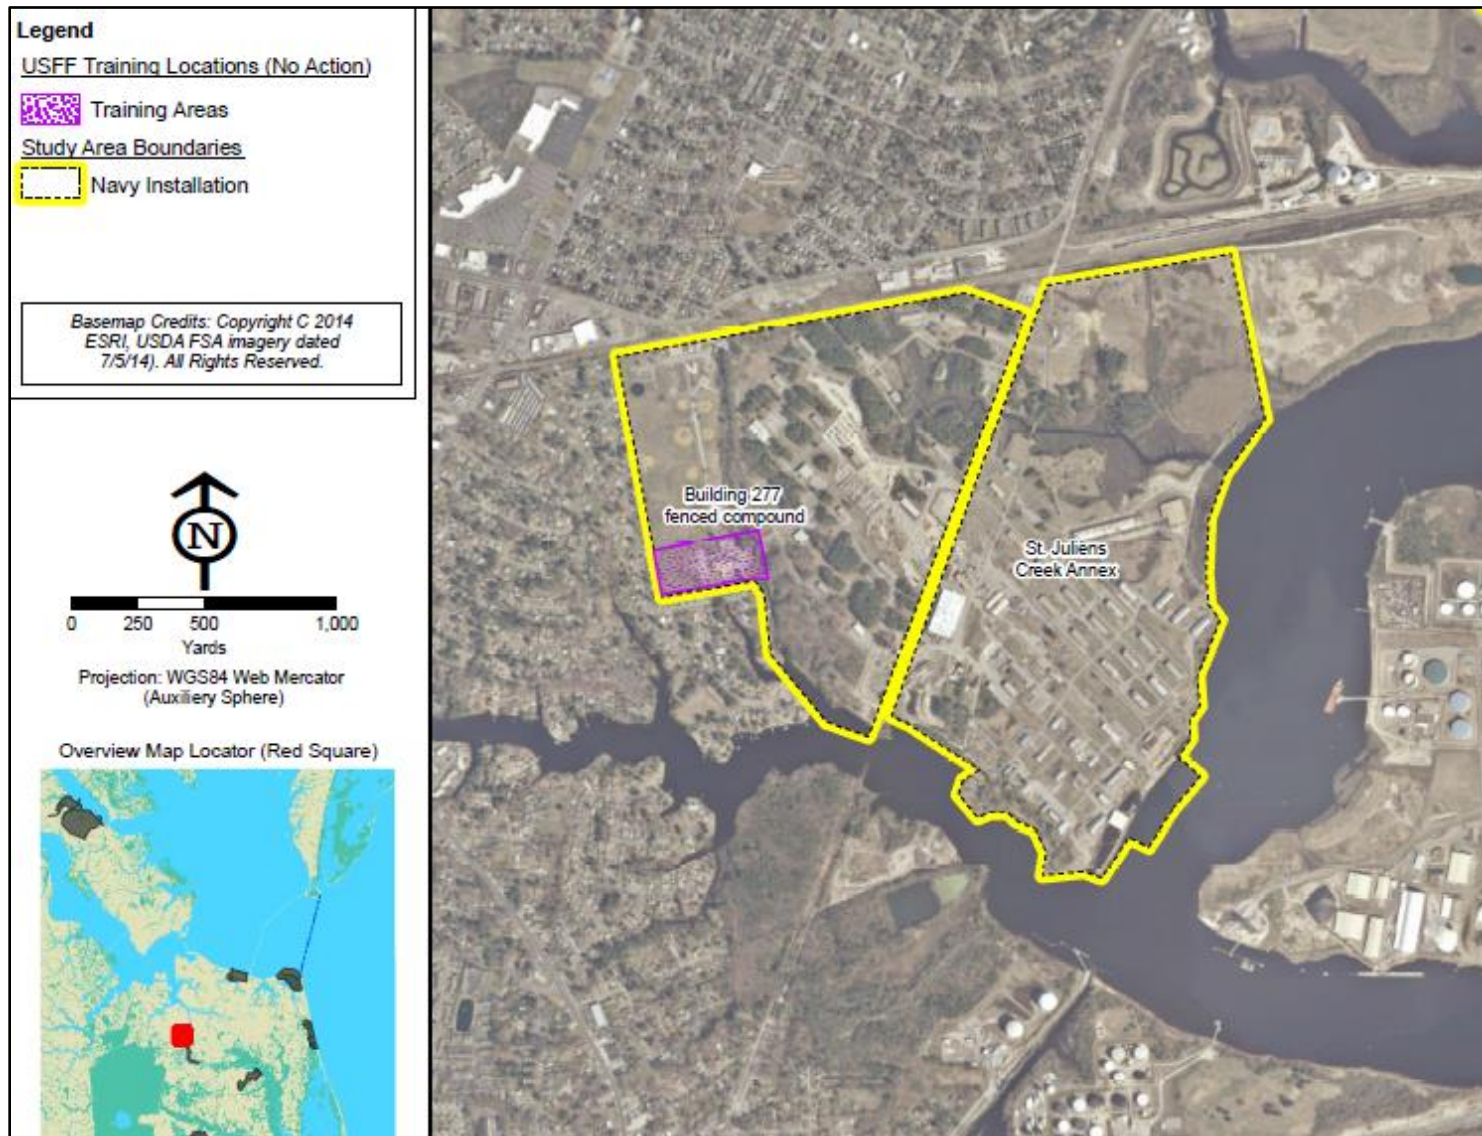 Legend
USFF Training Locations (No Action)
Training Areas
Study Area Boundaries
Navy Installation
Basemap Credits: Copyright C 2014
ESRI, USDA FSA imagery dated
7/5/14). All Rights Reserved.
N
0 250 500 1,000
Yards
Projection: WGS84 Web Mercator
(Auxiliery Sphere)
Overview Map Locator (Red Square)
Building 277
fenced compound
St. Juliens
Creek Annex